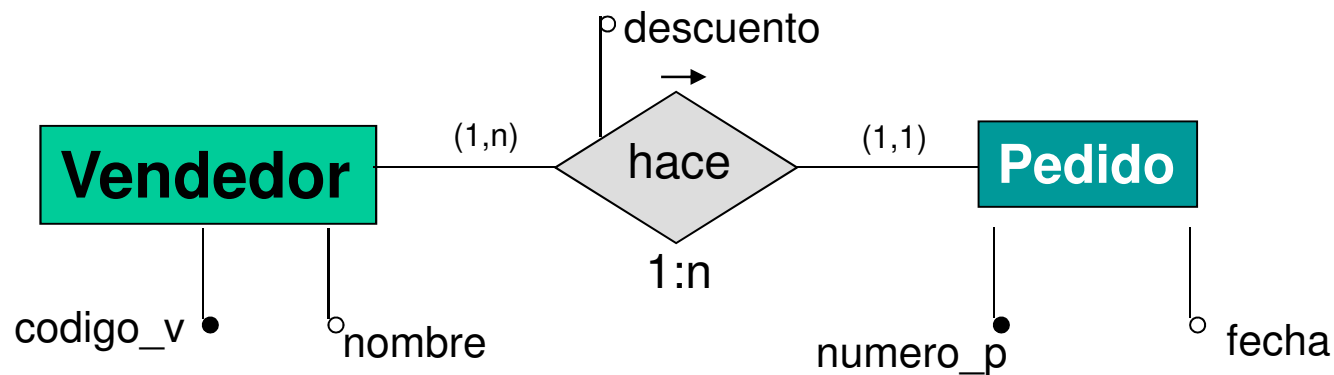 descuento
(1,n)
(1,1)
Vendedor
hace
Pedido
1:n
codigo_v
nombre
numero_p
fecha